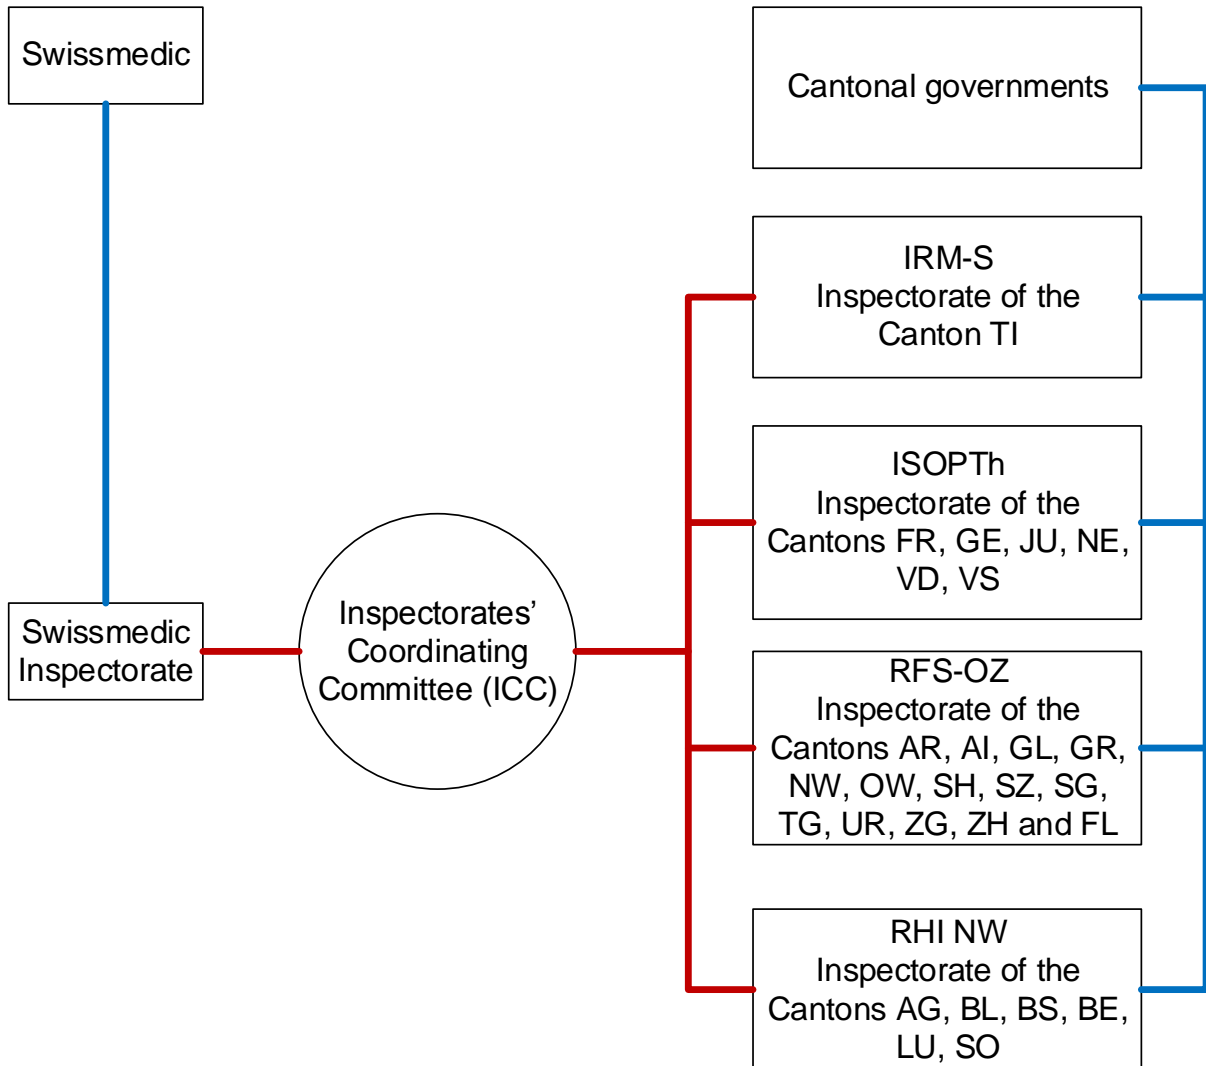 Swissmedic
Cantonal governments
IRM-S
Inspectorate of the
Canton TI
ISOPTh
Inspectorate of the
Cantons FR, GE, JU, NE,
VD, VS
Swissmedic
Inspectorate
Inspectorates’
Coordinating
Committee (ICC)
RFS-OZ
Inspectorate of the
Cantons AR, AI, GL, GR,
NW, OW, SH, SZ, SG,
TG, UR, ZG, ZH and FL
RHI NW
Inspectorate of the
Cantons AG, BL, BS, BE,
LU, SO